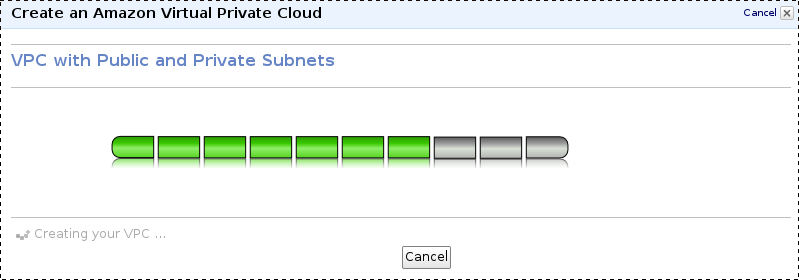 Create an Amazon Virtual Private Cloud
Cancel
VPC with Public and Private Subnets
Creating your VPC ...
Cancel